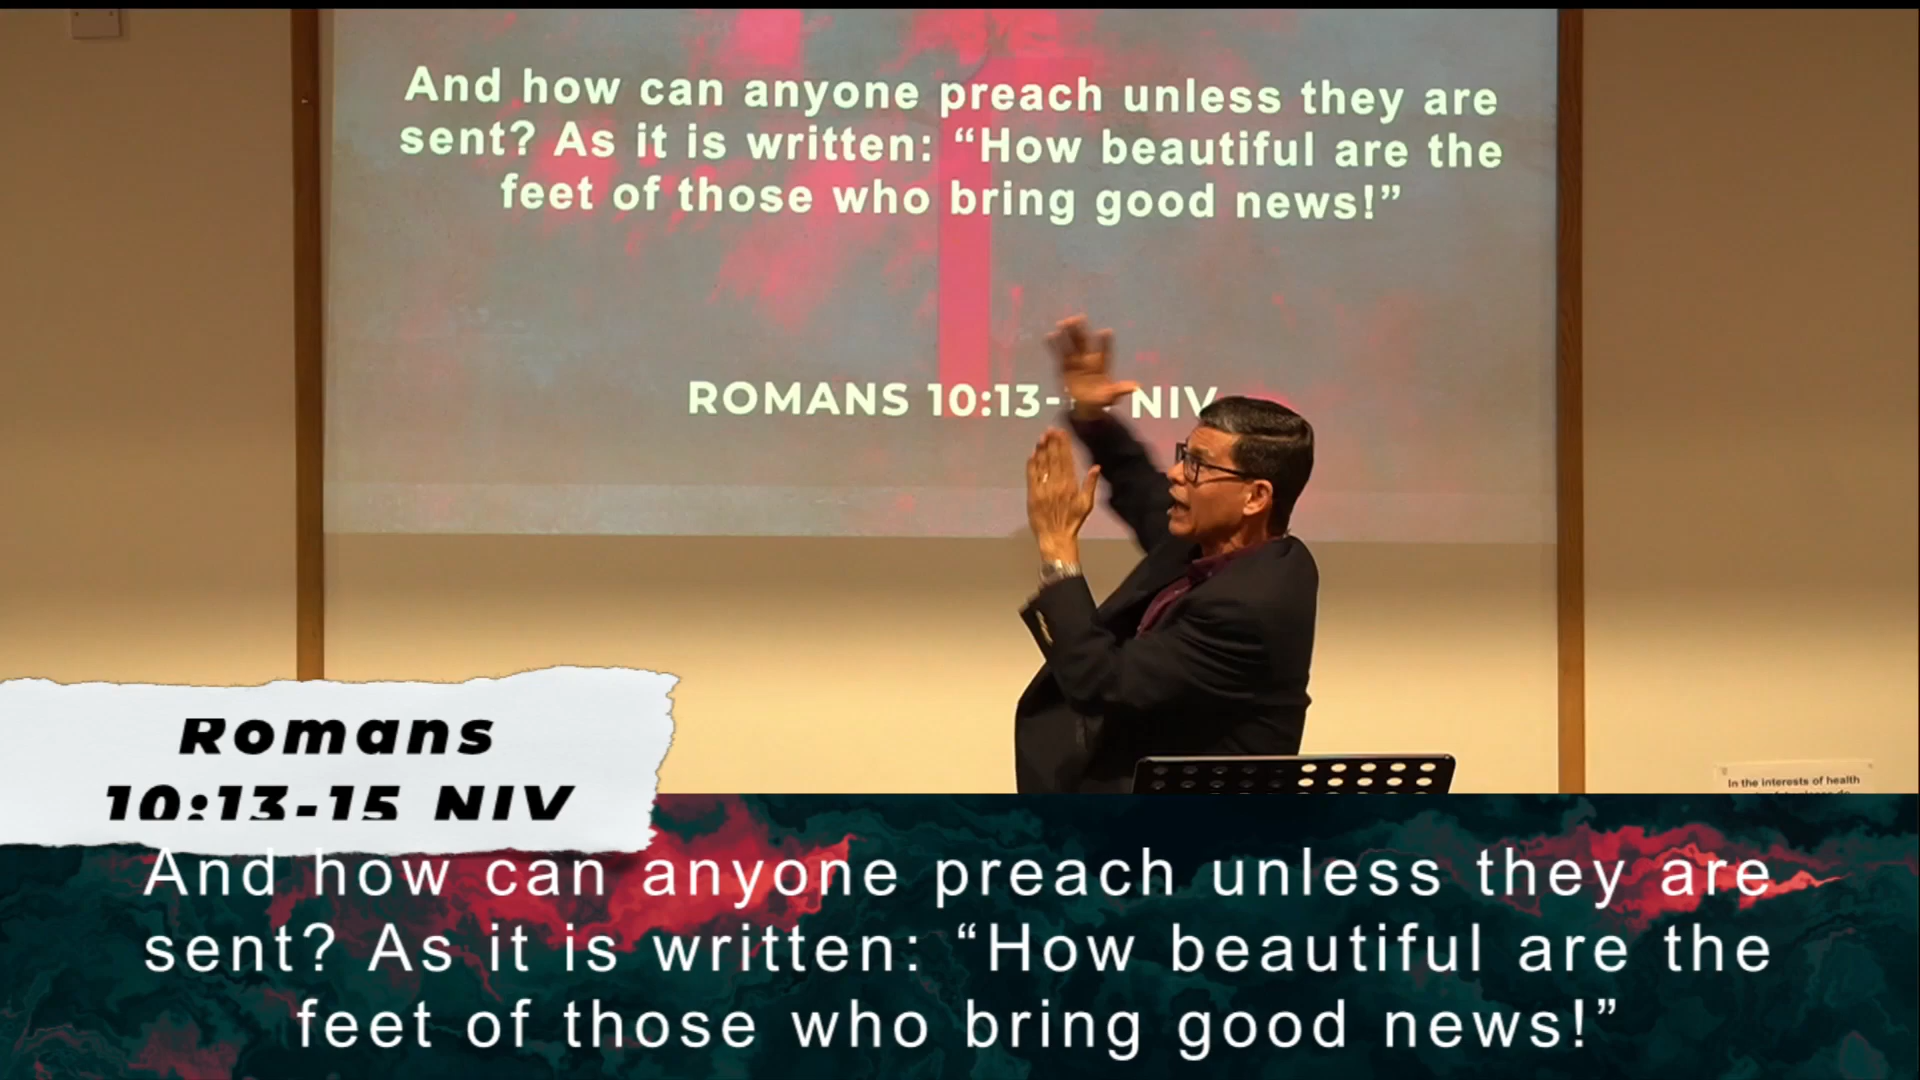 And how can anyone preach unless they are
sent? As it is written: “How beautiful are the
feet of those who bring good news!”
ROMANS 10:13- NIV
Romans
10:13-15 NIV
In the interests of health
And how can anyone preach unless they are
sent? As it is written: “How beautiful are the
feet of those who bring good news!”